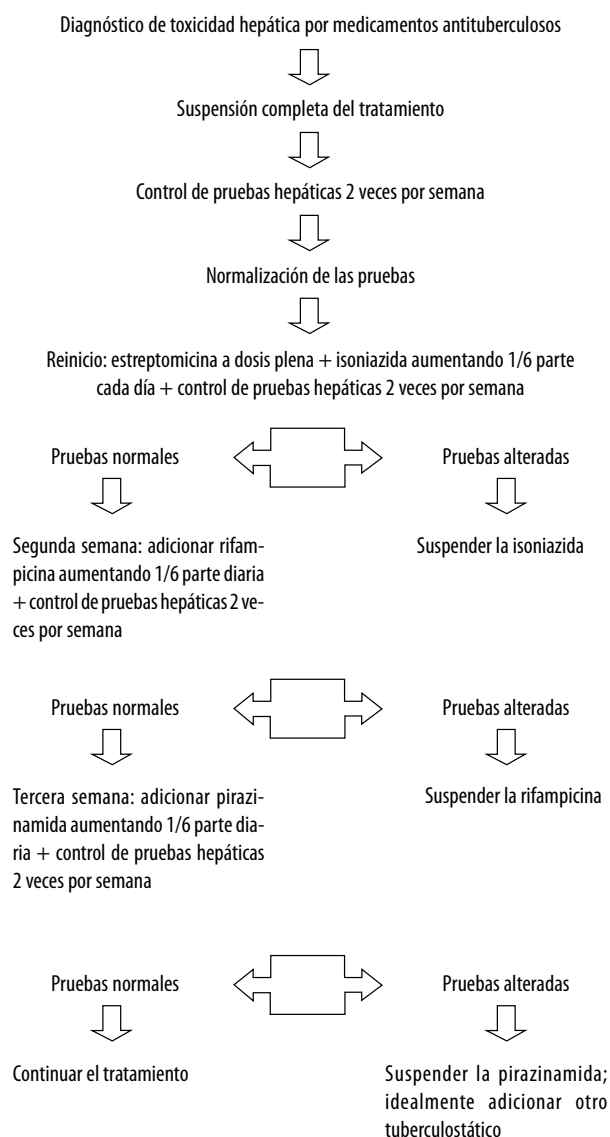 Diagnóstico de toxicidad hepática por medicamentos antituberculosos
Suspensión completa del tratamiento
Control de pruebas hepáticas 2 veces por semana
Normalización de las pruebas
Reinicio: estreptomicina a dosis plena + isoniazida aumentando 1/6 parte
cada día + control de pruebas hepáticas 2 veces por semana
Pruebas normales
Pruebas alteradas
Segunda semana: adicionar rifam-
picina aumentando 1/6 parte diaria
+ control de pruebas hepáticas 2 ve-
ces por semana
Suspender la isoniazida
Pruebas normales
Pruebas alteradas
Tercera semana: adicionar pirazi-
namida aumentando 1/6 parte dia-
ria + control de pruebas hepáticas
2 veces por semana
Suspender la rifampicina
Pruebas normales
Pruebas alteradas
Continuar el tratamiento
Suspender la pirazinamida;
idealmente adicionar otro
tuberculostático